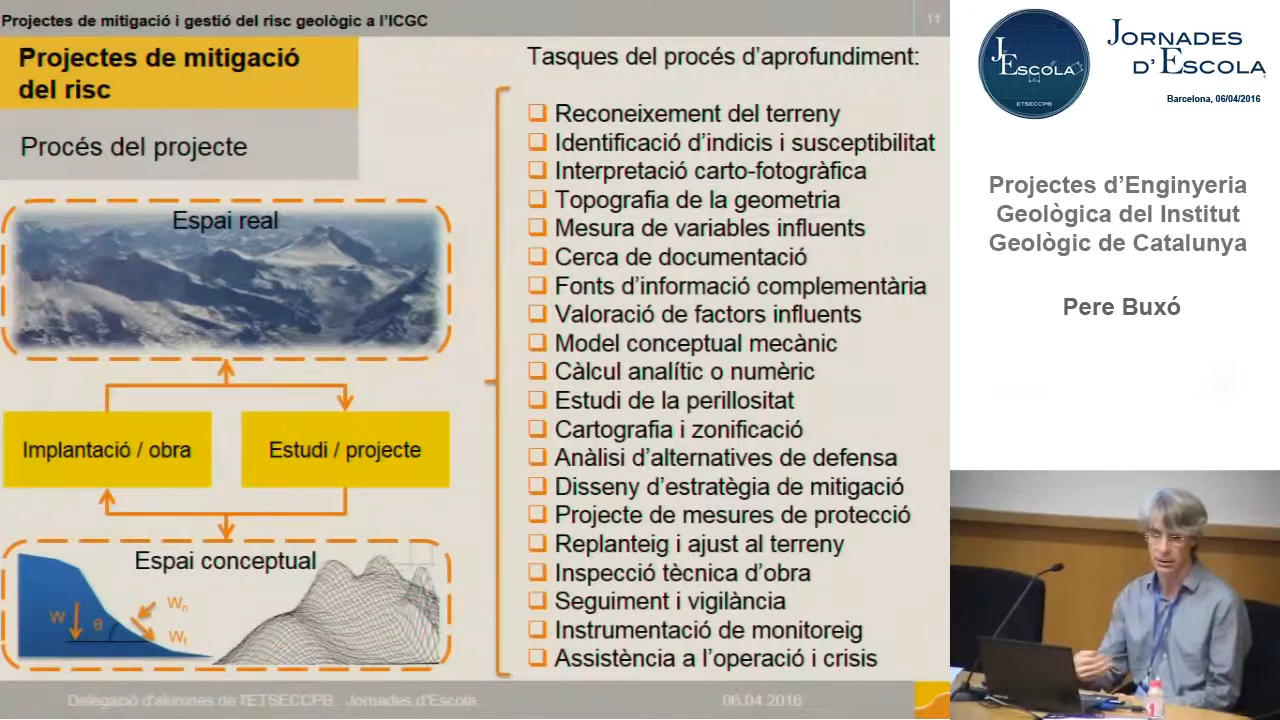 Projectes de mitigació i gestió del risc geològic a l'ICGC
11
Projectes de mitigació
del risc
Procés del projecte
Espai real
Implantació / obra
Estudi / projecte
Espai conceptual
W
θ
Wn
Wt
Tasques del procés d'aprofundiment:
Reconeixement del terreny
Identificació d'indicis i susceptibilitat
Interpretació carto-fotogràfica
Topografia de la geometria
Mesura de variables influents
Cerca de documentació
Fonts d'informació complementària
Valoració de factors influents
Model conceptual mecànic
Càlcul analític o numèric
Estudi de la perillositat
Cartografia i zonificació
Anàlisi d'alternatives de defensa
Disseny d'estratègia de mitigació
Projecte de mesures de protecció
Replanteig i ajust al terreny
Inspecció tècnica d'obra
Seguiment i vigilància
Instrumentació de monitoreig
Assistència a l'operació i crisis
Delegació d'alumnes de l'ETSECCPB. Jornades d'Escola.
06.04.2016
JESCOLA
ETSECCPB
JORNADES
D'ESCOLA
Barcelona, 06/04/2016
Projectes d'Enginyeria
Geològica del Institut
Geològic de Catalunya
Pere Buxó